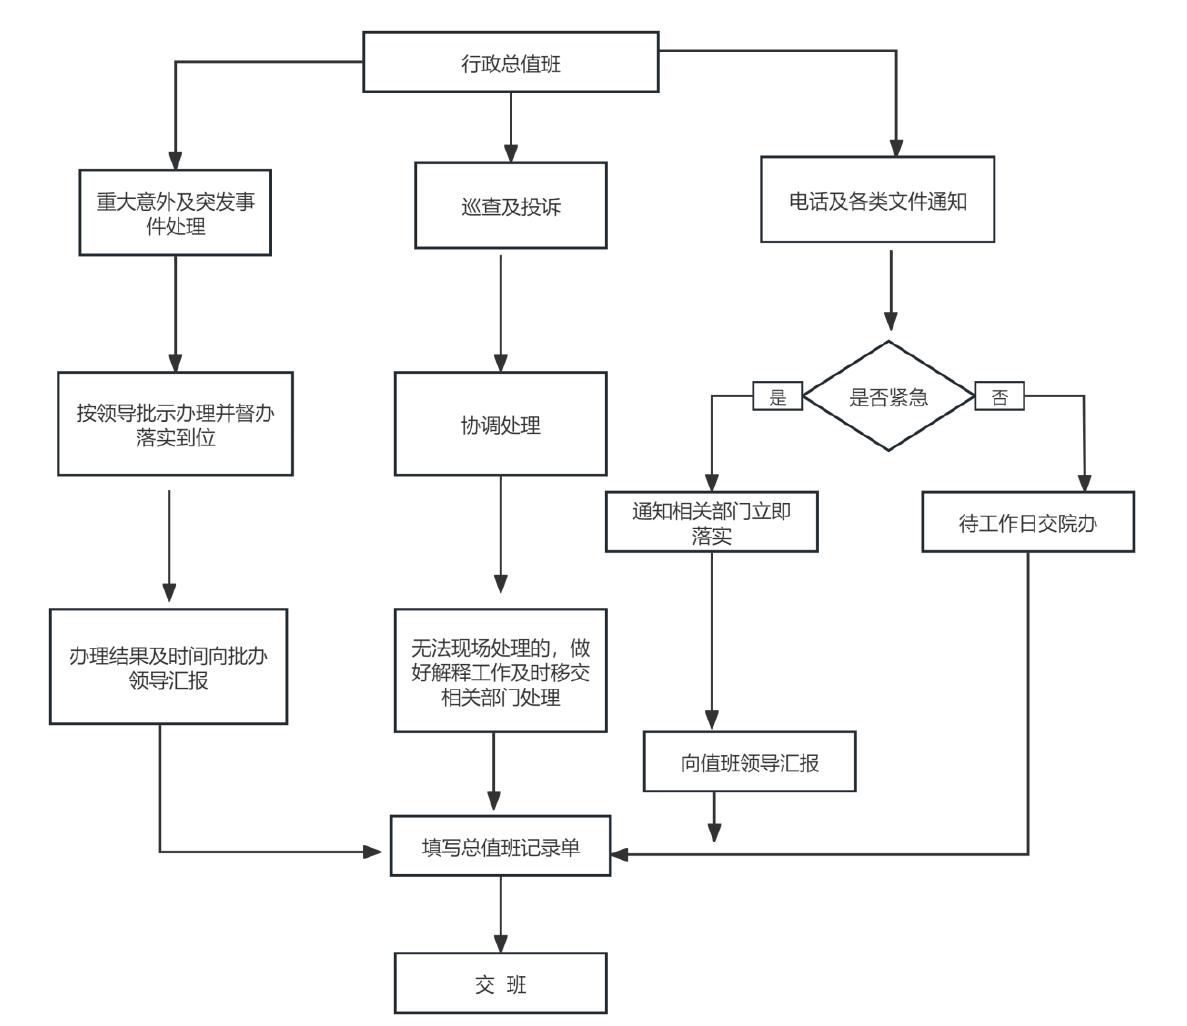 行政总值班
重大意外及突发事
件处理
巡查及投诉
电话及各类文件通知
按领导批示办理并督办
落实到位
协调处理
是
是否紧急
否
通知相关部门立即
落实
待工作日交院办
办理结果及时间向批办
领导汇报
无法现场处理的，做
好解释工作及时移交
相关部门处理
向值班领导汇报
填写总值班记录单
交 班